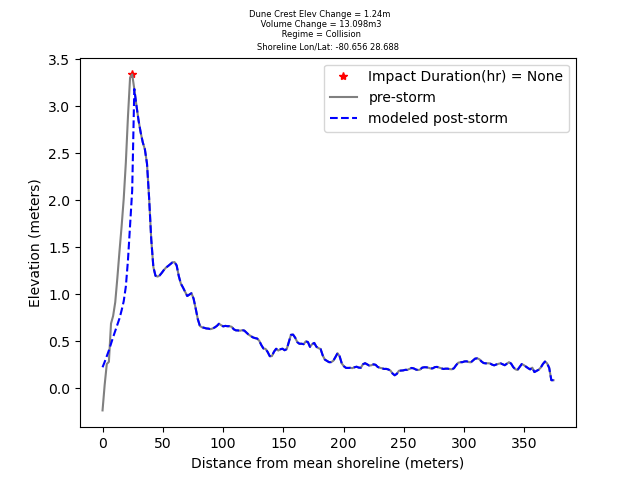 Dune Crest Elev Change = 1.24m
Volume Change = 13.098m3
Regime = Collision
Shoreline Lon/Lat: -80.656 28.688
Impact Duration(hr) = None
pre-storm
modeled post-storm
Elevation (meters)
3.5
3.0
2.5
2.0
1.5
1.0
0.5
0.0
0 50 100 150 200 250 300 350
Distance from mean shoreline (meters)